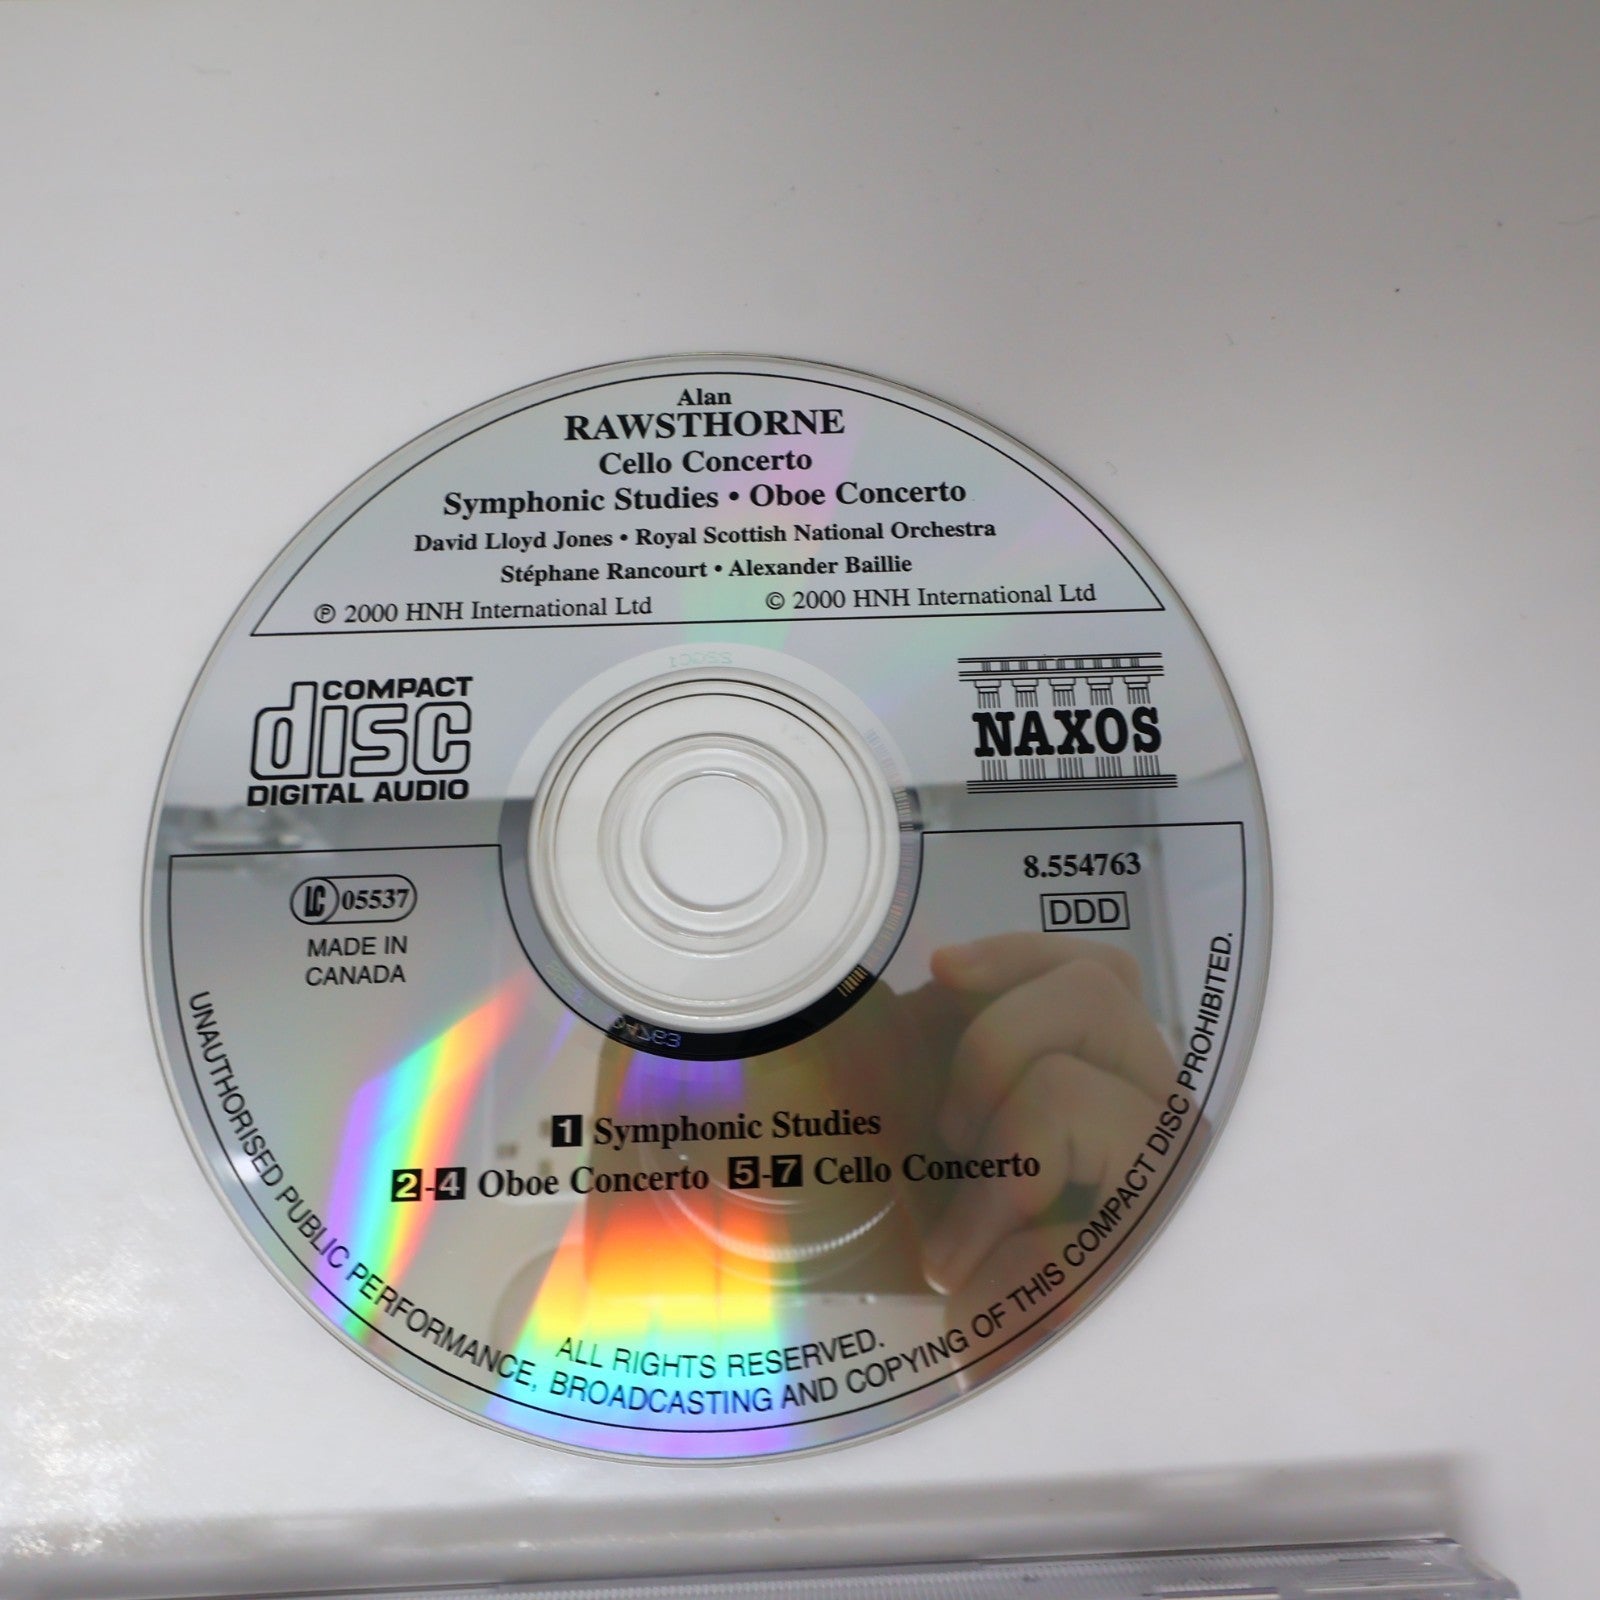 Alan
RAWSTHORNE
Cello Concerto
Symphonic Studies • Oboe Concerto
David Lloyd Jones • Royal Scottish National Orchestra
Stéphane Rancourt • Alexander Baillie
℗ 2000 HNH International Ltd © 2000 HNH International Ltd
COMPACT
disc
DIGITAL AUDIO
NAXOS
LC 05537
MADE IN
CANADA
8.554763
DDD
1 Symphonic Studies
2-4 Oboe Concerto 5-7 Cello Concerto
ALL RIGHTS RESERVED.
UNAUTHORISED PUBLIC PERFORMANCE, BROADCASTING AND COPYING OF THIS COMPACT DISC PROHIBITED.